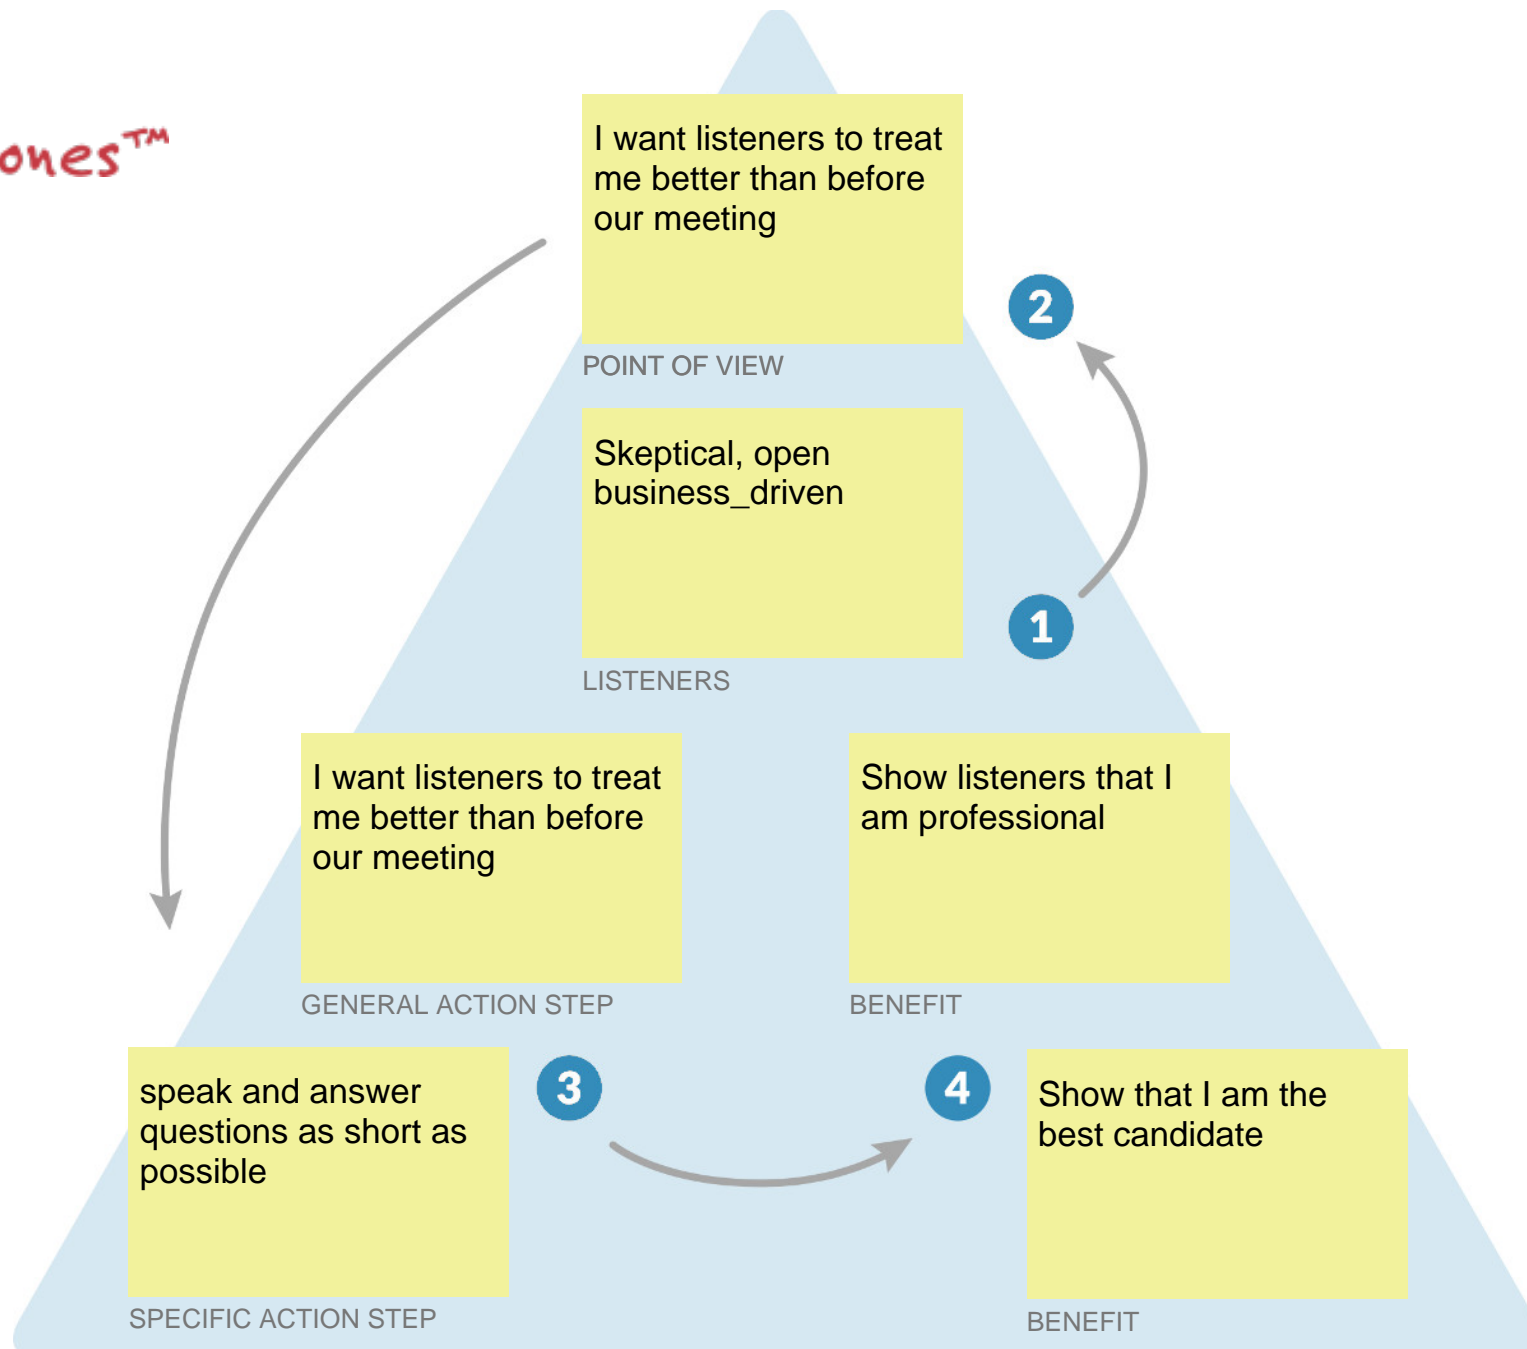 ones™
I want listeners to treat
me better than before
our meeting
2
POINT OF VIEW
Skeptical, open
business_driven
1
LISTENERS
I want listeners to treat
me better than before
our meeting
GENERAL ACTION STEP
Show listeners that I
am professional
BENEFIT
speak and answer
questions as short as
possible
SPECIFIC ACTION STEP
3
4
Show that I am the
best candidate
BENEFIT